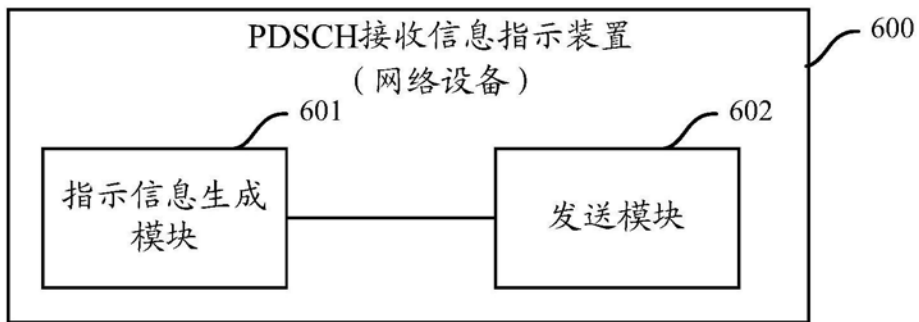 PDSCH接收信息指示装置
（网络设备）
600
601
602
指示信息生成
模块
发送模块